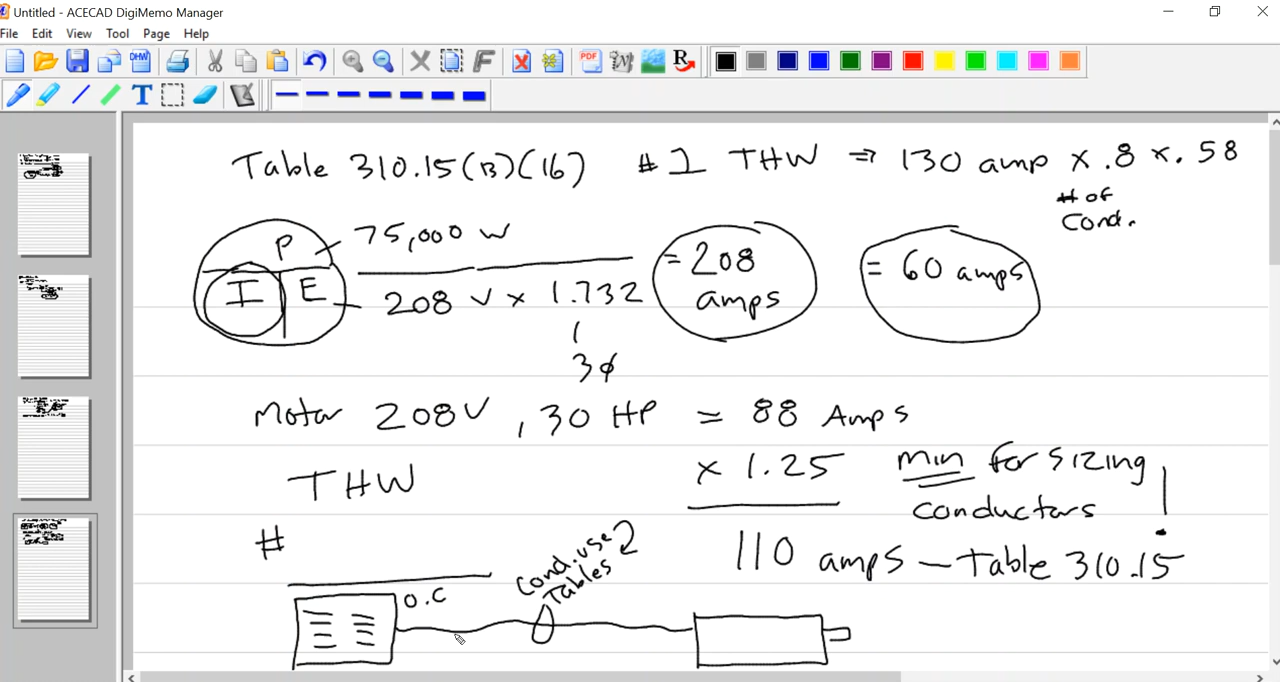 Untitled - ACECAD DigiMemo Manager
File Edit View Tool Page Help
Table 310.15(B)(16) #1 THW ⇒ 130 amp x .8 x .58
# of
Cond.
P 75,000 W
I E 208 V x 1.732
= 208
amps
= 60 amps
3φ
Motor 208V, 30 HP = 88 Amps
THW x 1.25 min for sizing
conductors
# 110 amps - Table 310.15
Cond. use
Tables
O.C